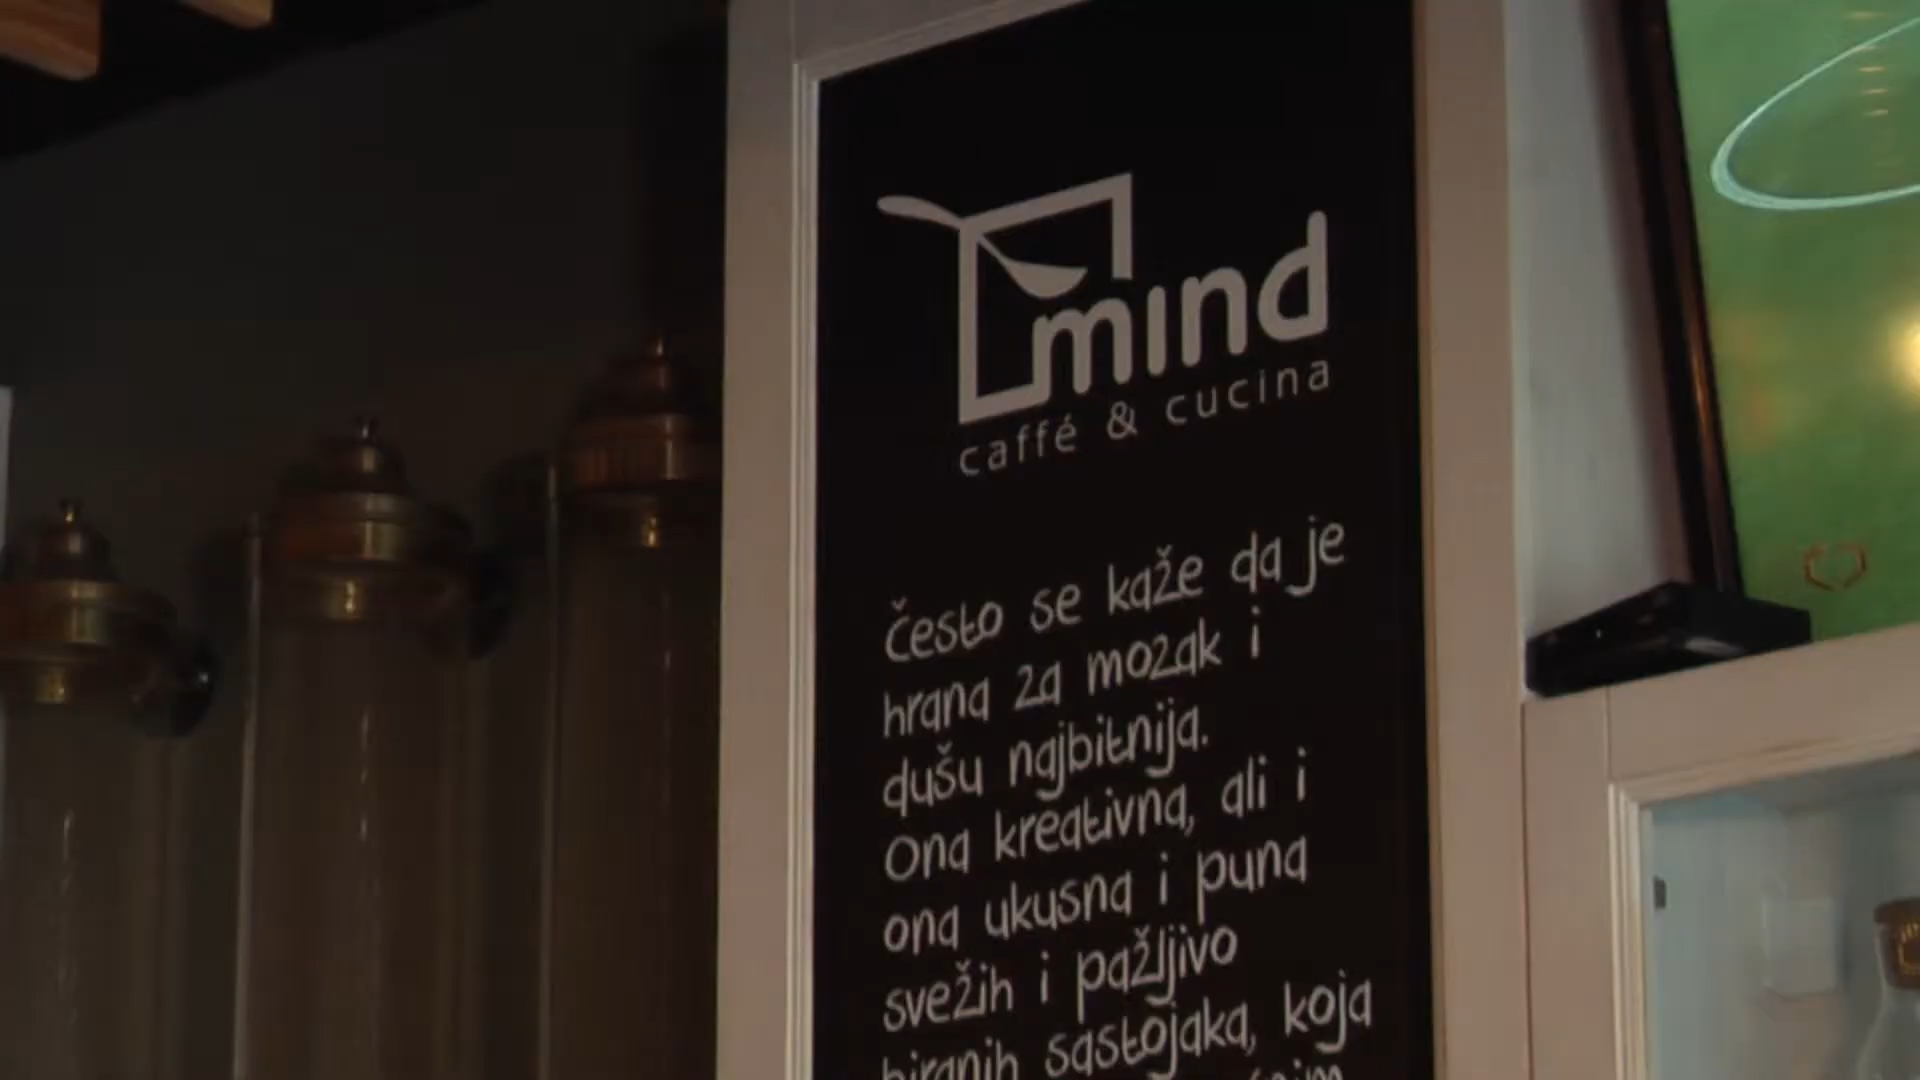 mind
caffé & cucina
Često se kaže da je
hrana za mozak i
dušu najbitnija.
Ona kreativna, ali i
ona ukusna i puna
svežih i pažljivo
biranih sastojaka, koja